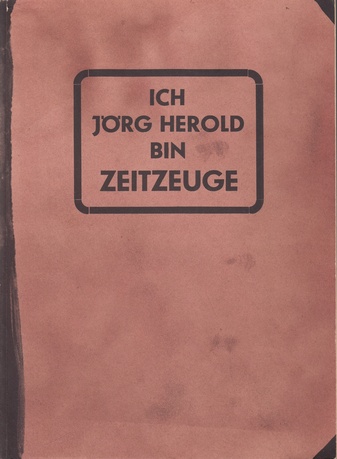 ICH
JÖRG HEROLD
BIN
ZEITZEUGE